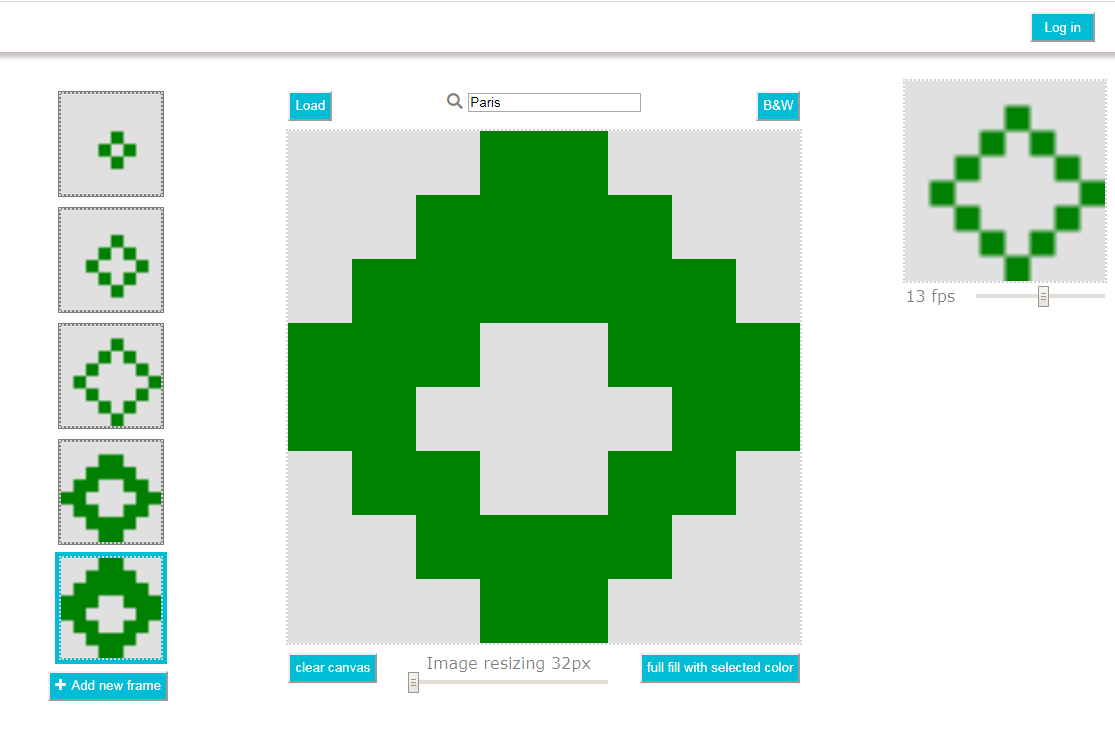 Log in
Load
Paris
B&W
13 fps
Image resizing 32px
clear canvas
full fill with selected color
+ Add new frame